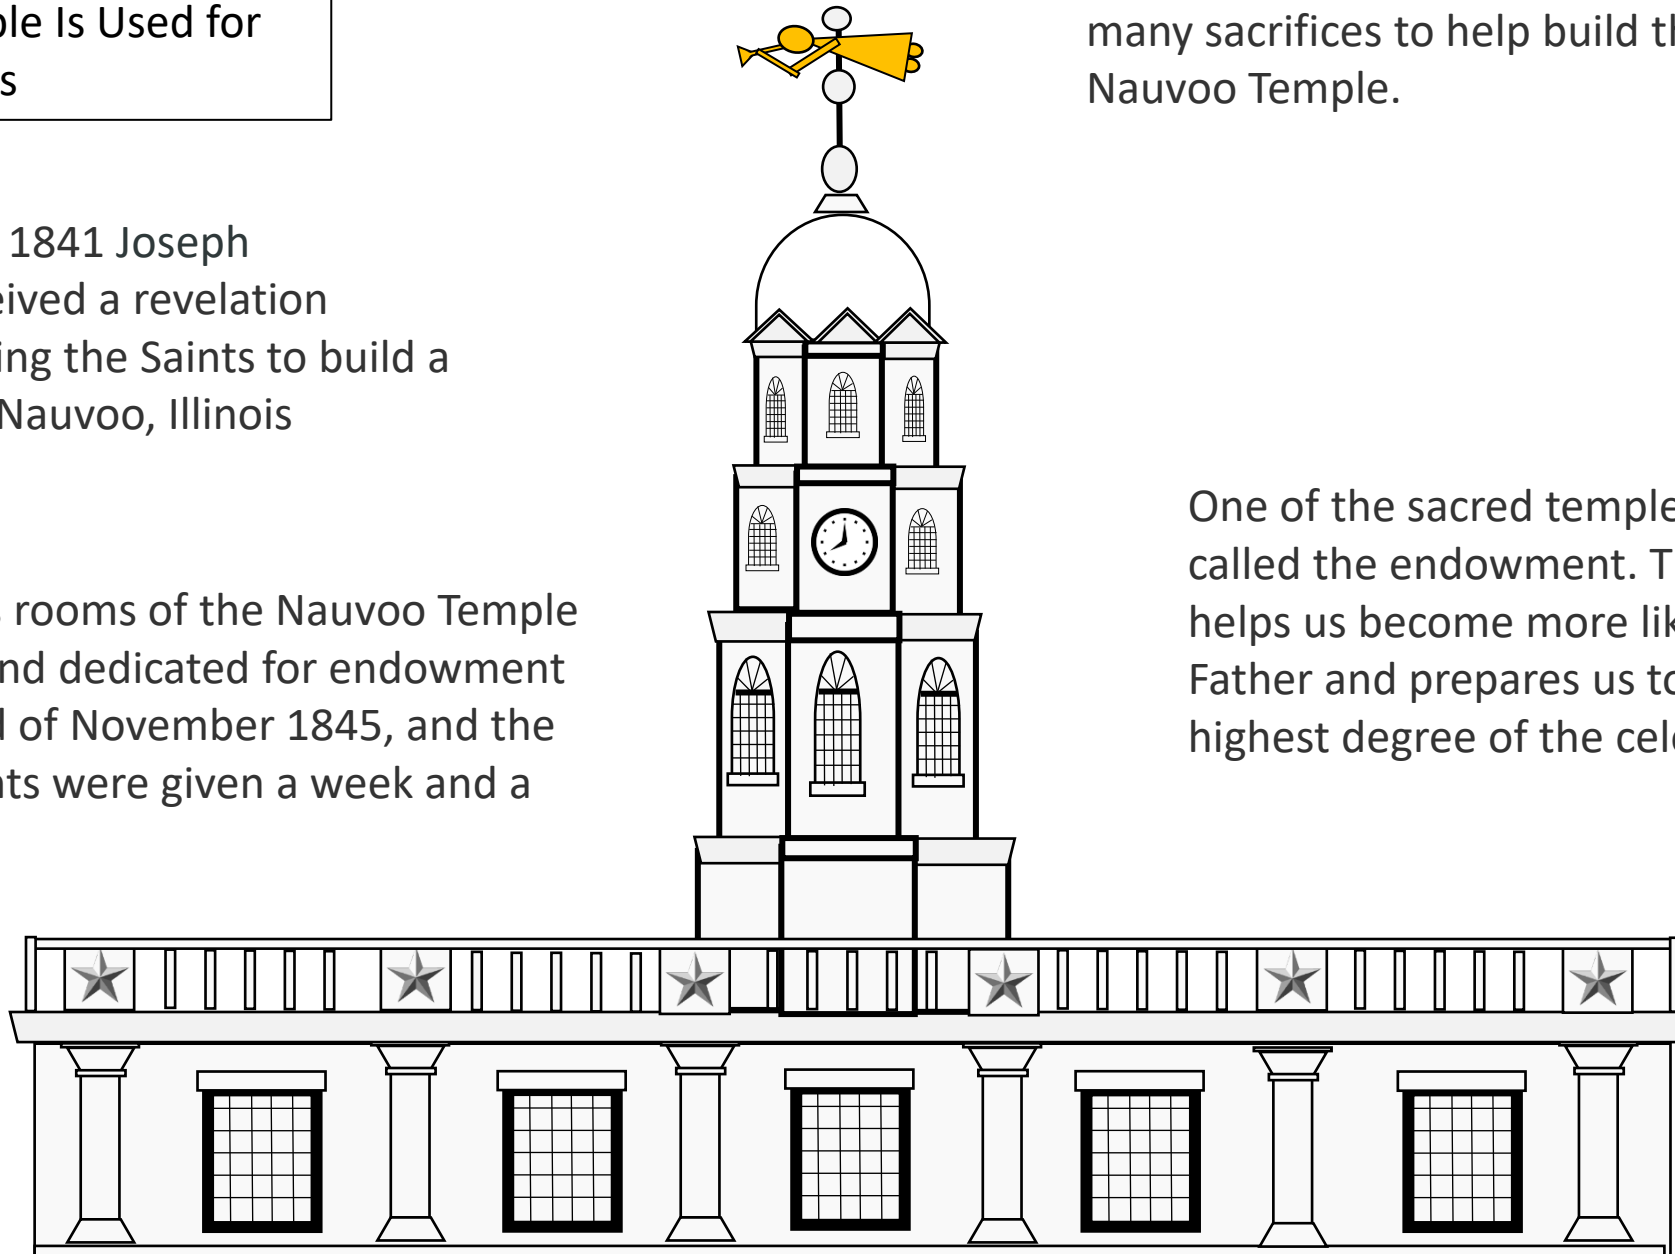 ple Is Used for
s
many sacrifices to help build th
Nauvoo Temple.
1841 Joseph
eived a revelation
ing the Saints to build a
Nauvoo, Illinois
s rooms of the Nauvoo Temple
nd dedicated for endowment
d of November 1845, and the
nts were given a week and a
One of the sacred temple
called the endowment. T
helps us become more lik
Father and prepares us to
highest degree of the cele